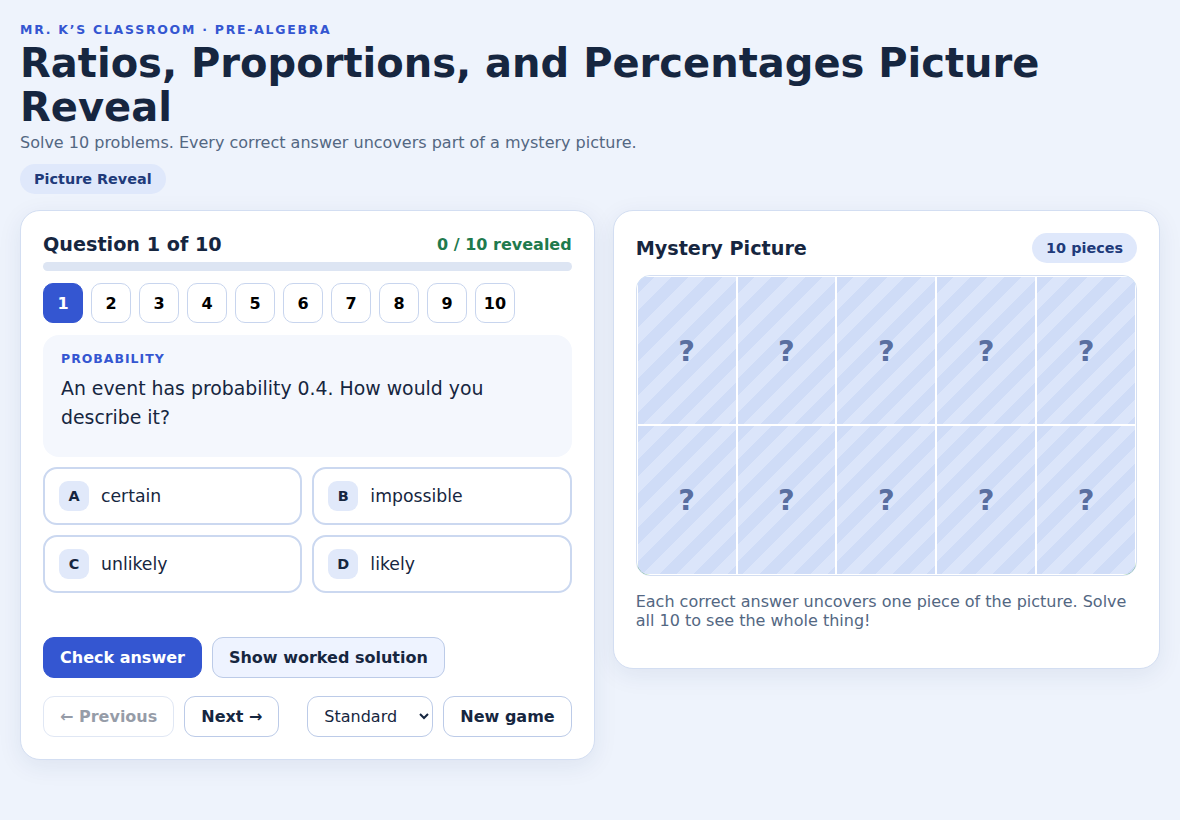 MR. K’S CLASSROOM · PRE-ALGEBRA
Ratios, Proportions, and Percentages Picture
Reveal
Solve 10 problems. Every correct answer uncovers part of a mystery picture.
Picture Reveal
Question 1 of 10
0 / 10 revealed
1 2 3 4 5 6 7 8 9 10
PROBABILITY
An event has probability 0.4. How would you
describe it?
A certain
B impossible
C unlikely
D likely
Check answer
Show worked solution
← Previous
Next →
Standard
New game
Mystery Picture
10 pieces
? ? ? ? ?
? ? ? ? ?
Each correct answer uncovers one piece of the picture. Solve
all 10 to see the whole thing!